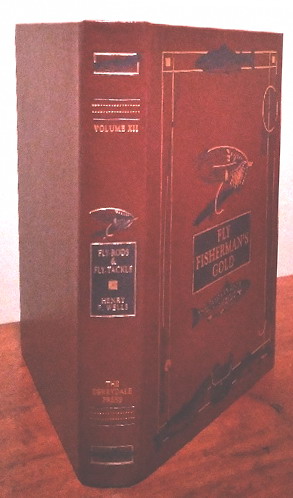 VOLUME XII
FLY-RODS
&
FLY-TACKLE
HENRY
P. WELLS
THE
DERRYDALE
PRESS
FLY
FISHERMAN'S
GOLD